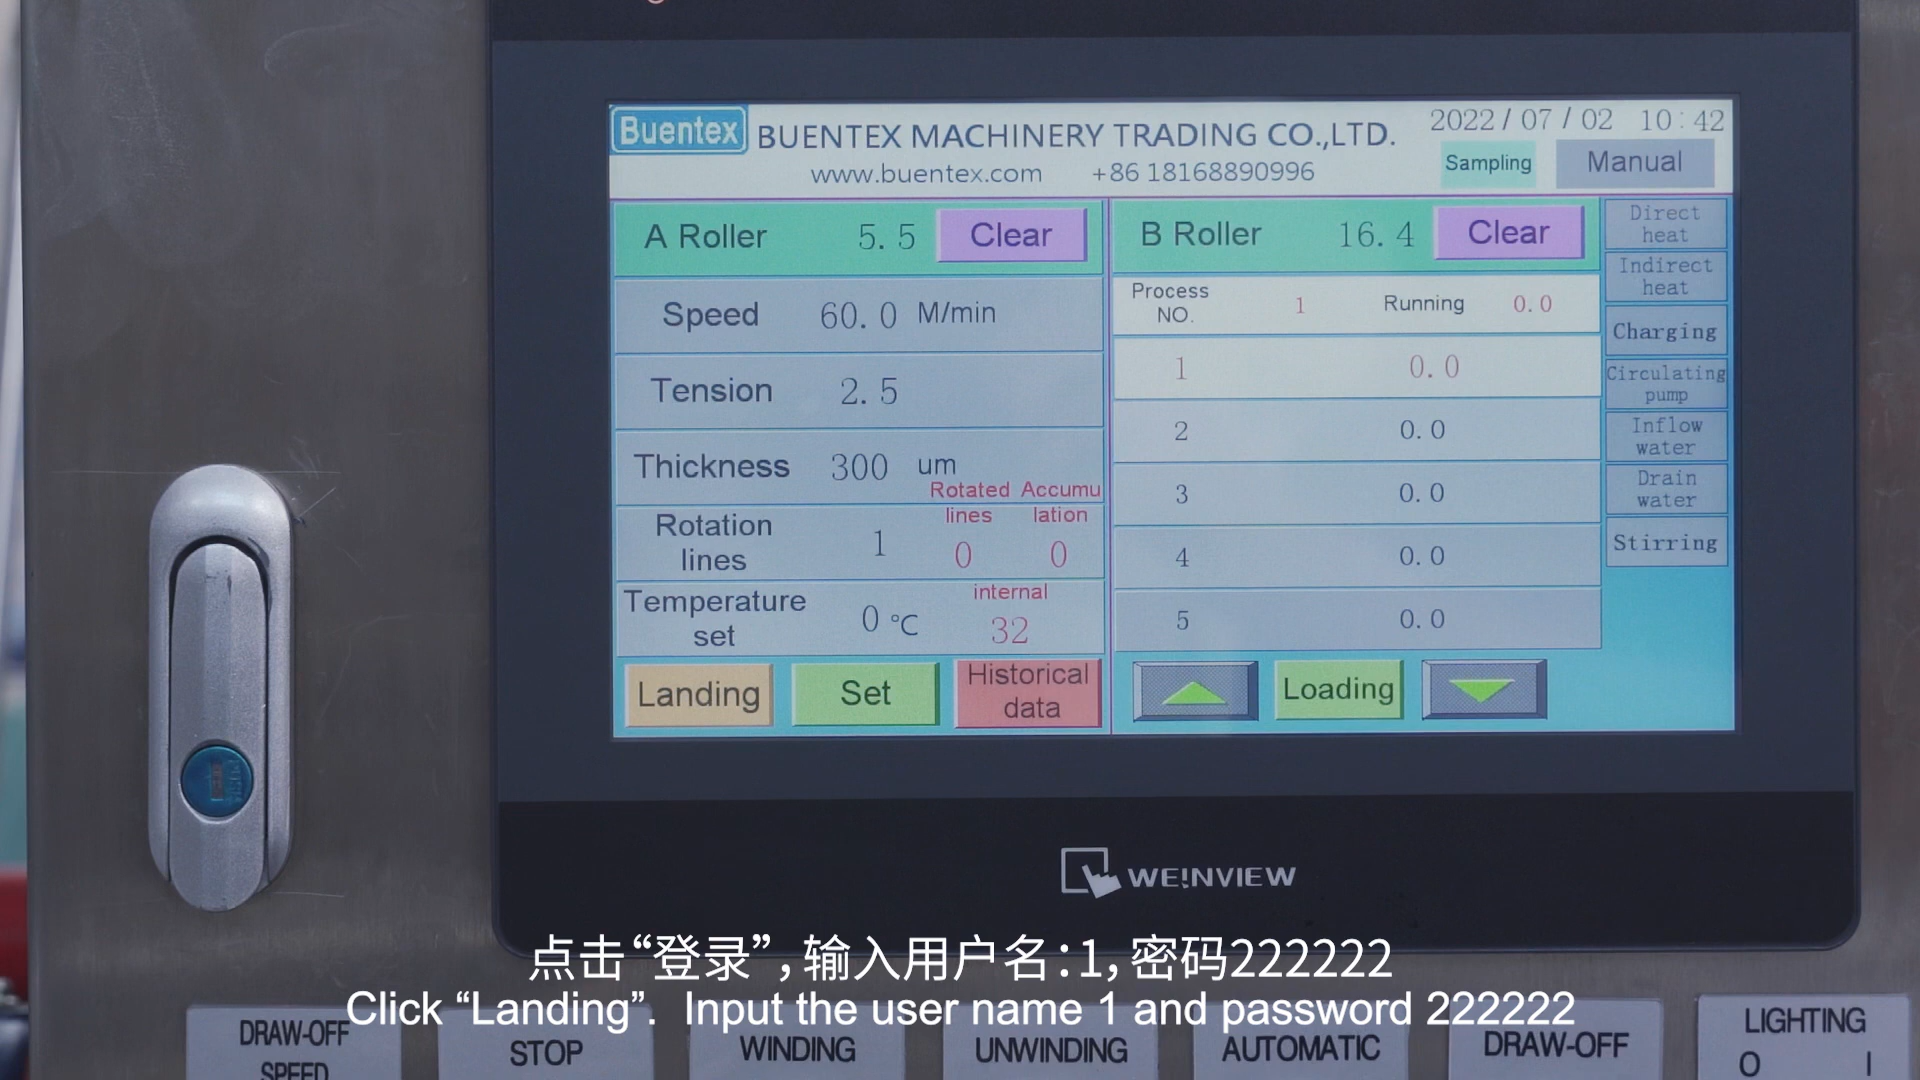 Buentex
BUENTEX MACHINERY TRADING CO.,LTD.
2022 / 07 / 02 10:42
www.buentex.com +86 18168890996
Sampling
Manual
A Roller 5.5 Clear
B Roller 16.4 Clear
Direct
heat
Speed 60.0 M/min
Process
NO. 1 Running 0.0
Indirect
heat
Charging
Tension 2.5
1 0.0
Circulating
pump
2 0.0
Inflow
water
Thickness 300 um
3 0.0
Drain
water
Rotation
lines 1
Rotated
lines
0
Accumu
lation
0
4 0.0
Stirring
Temperature
set 0 °C
internal
32
5 0.0
Landing
Set
Historical
data
Loading
WE!NVIEW
点击“登录”，输入用户名：1，密码222222
Click “Landing”. Input the user name 1 and password 222222
DRAW-OFF
SPEED
STOP
WINDING
UNWINDING
AUTOMATIC
DRAW-OFF
LIGHTING
O I